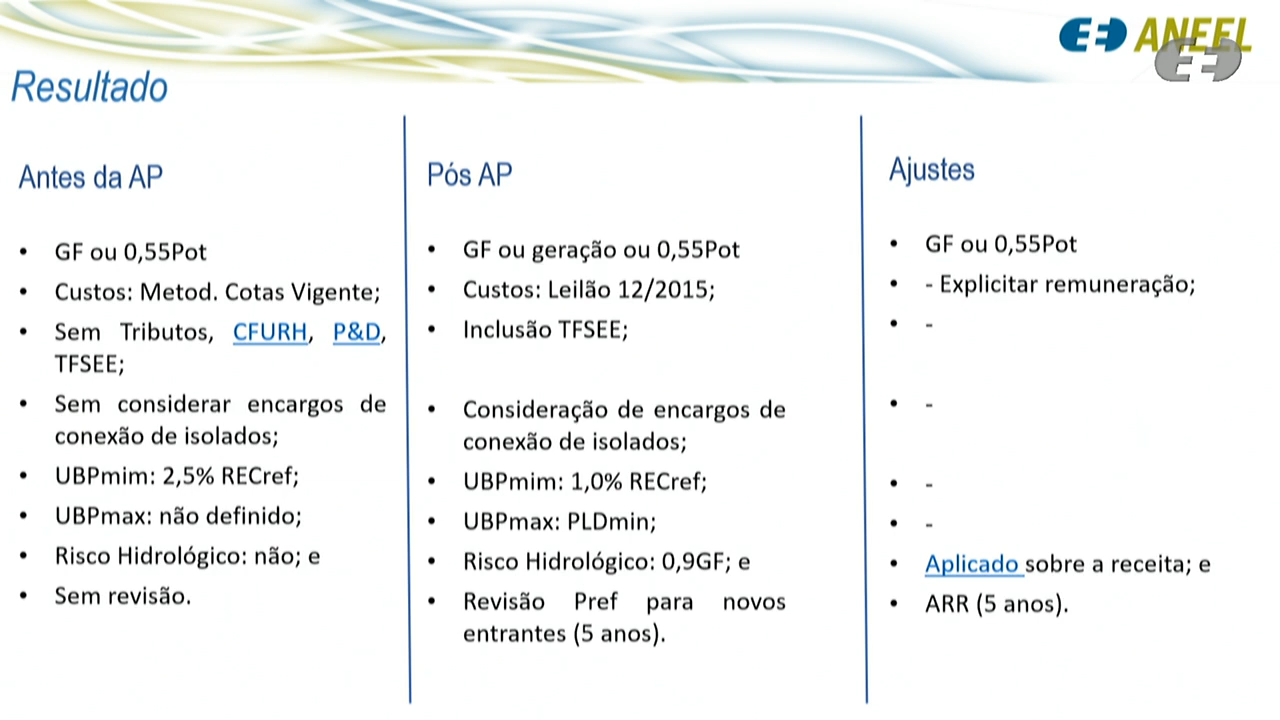 ANEEL
Resultado
Antes da AP
• GF ou 0,55Pot
• Custos: Metod. Cotas Vigente;
• Sem Tributos, CFURH, P&D,
TFSEE;
• Sem considerar encargos de
conexão de isolados;
• UBPmim: 2,5% RECref;
• UBPmax: não definido;
• Risco Hidrológico: não; e
• Sem revisão.
Pós AP
• GF ou geração ou 0,55Pot
• Custos: Leilão 12/2015;
• Inclusão TFSEE;
• Consideração de encargos de
conexão de isolados;
• UBPmim: 1,0% RECref;
• UBPmax: PLDmin;
• Risco Hidrológico: 0,9GF; e
• Revisão Pref para novos
entrantes (5 anos).
Ajustes
• GF ou 0,55Pot
• - Explicitar remuneração;
• -
• -
• -
• -
• Aplicado sobre a receita; e
• ARR (5 anos).